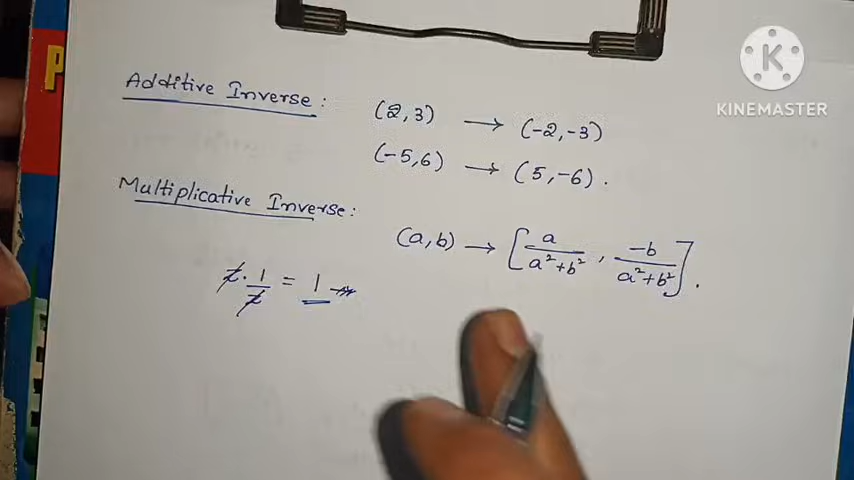 P
K
KINEMASTER
Additive Inverse : (2,3) → (-2,-3)
(-5,6) → (5,-6).
Multiplicative Inverse:
(a,b) → [a/a²+b², -b/a²+b²].
z · 1/z = 1